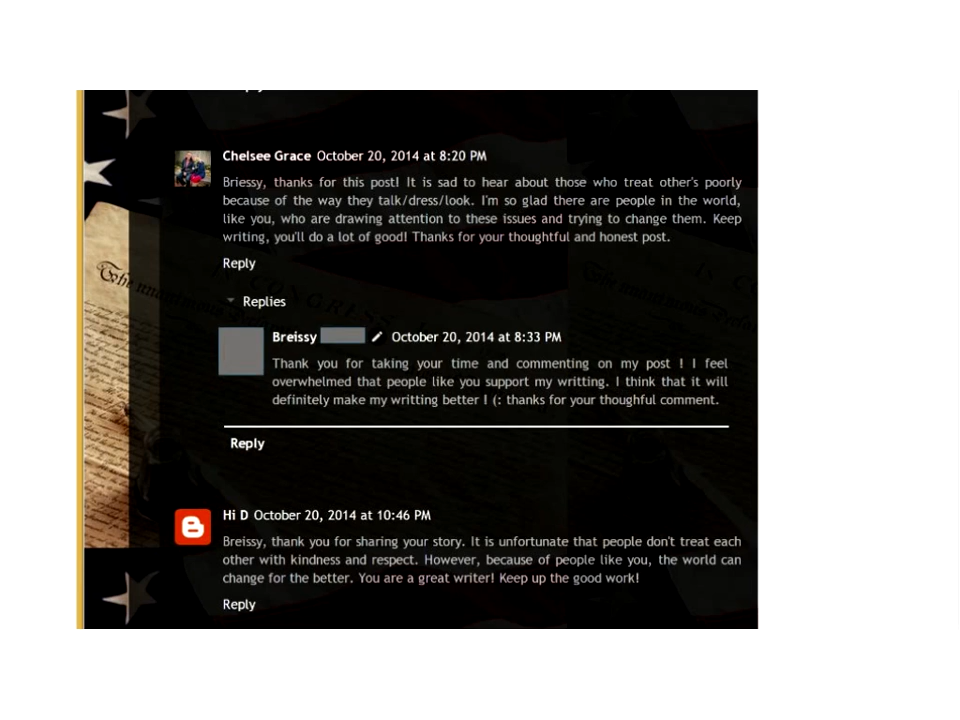 Chelsee Grace October 20, 2014 at 8:20 PM
Briessy, thanks for this post! It is sad to hear about those who treat other's poorly
because of the way they talk/dress/look. I'm so glad there are people in the world,
like you, who are drawing attention to these issues and trying to change them. Keep
writing, you'll do a lot of good! Thanks for your thoughtful and honest post.
Reply
Replies
Breissy October 20, 2014 at 8:33 PM
Thank you for taking your time and commenting on my post ! I feel
overwhelmed that people like you support my writting. I think that it will
definitely make my writting better ! (: thanks for your thoughful comment.
Reply
Hi D October 20, 2014 at 10:46 PM
Breissy, thank you for sharing your story. It is unfortunate that people don't treat each
other with kindness and respect. However, because of people like you, the world can
change for the better. You are a great writer! Keep up the good work!
Reply
The unanimous
CONGRESS